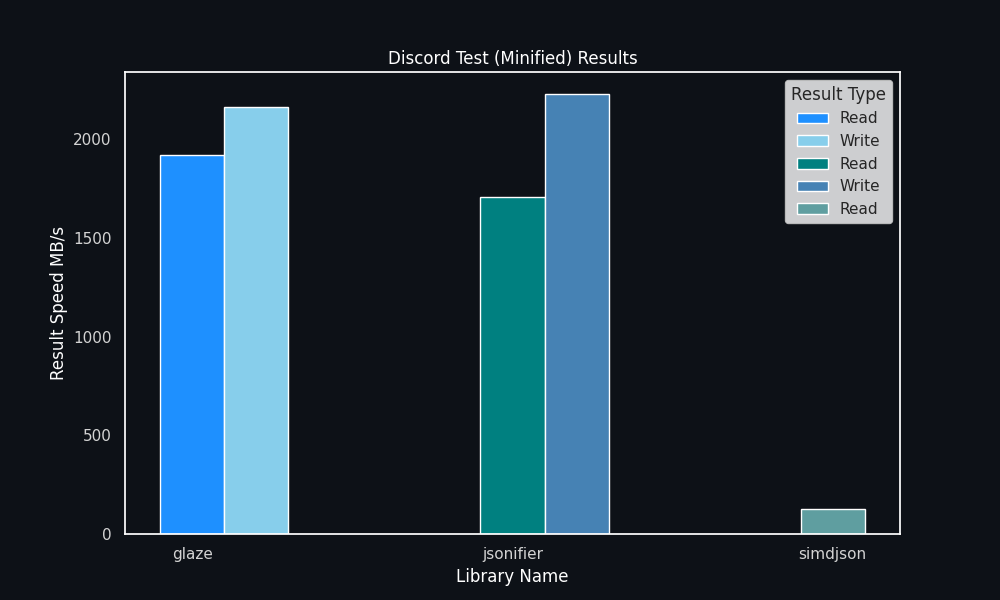 Discord Test (Minified) Results
Result Type
Read
Write
Read
Write
Read
Result Speed MB/s
2000
1500
1000
500
0
glaze
jsonifier
simdjson
Library Name